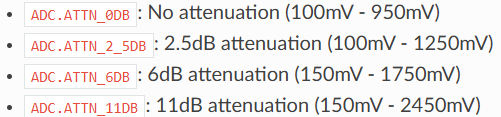 • ADC.ATTN_0DB: No attenuation (100mV - 950mV)
• ADC.ATTN_2_5DB: 2.5dB attenuation (100mV - 1250mV)
• ADC.ATTN_6DB: 6dB attenuation (150mV - 1750mV)
• ADC.ATTN_11DB: 11dB attenuation (150mV - 2450mV)